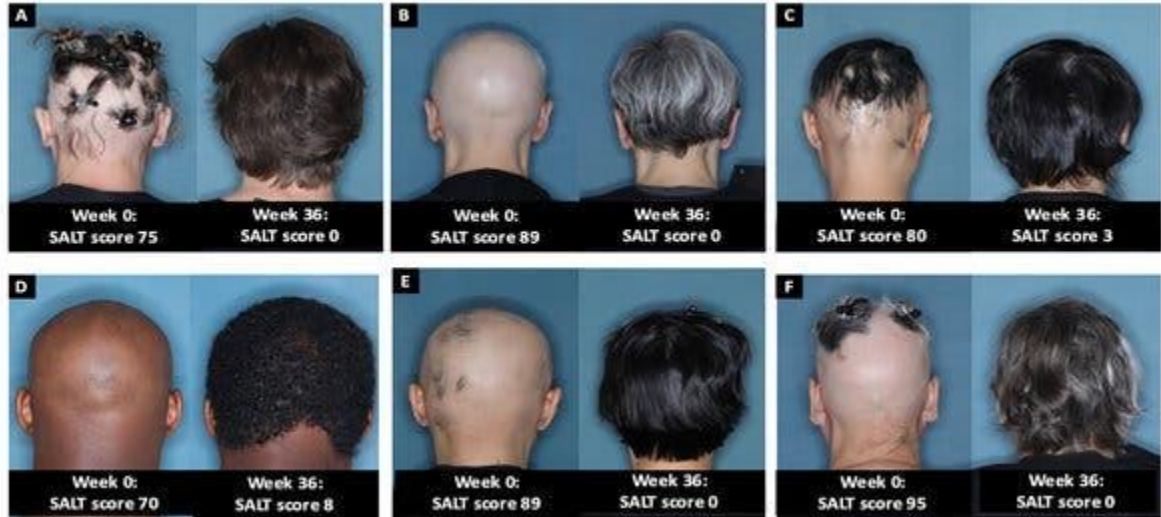 A
B
C
Week 0:
SALT score 75
Week 36:
SALT score 0
Week 0:
SALT score 89
Week 36:
SALT score 0
Week 0:
SALT score 80
Week 36:
SALT score 3
D
E
F
Week 0:
SALT score 70
Week 36:
SALT score 8
Week 0:
SALT score 89
Week 36:
SALT score 0
Week 0:
SALT score 95
Week 36:
SALT score 0